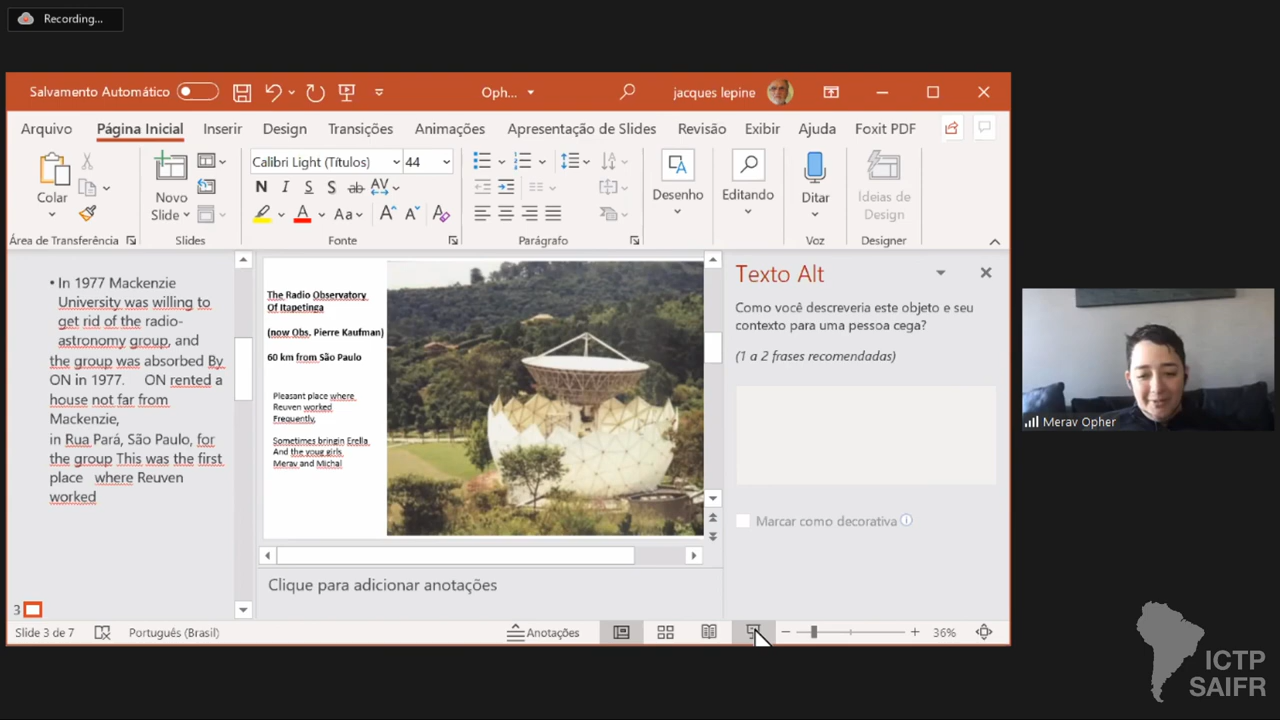 Recording...
Salvamento Automático
Oph...
jacques lepine
Arquivo
Página Inicial
Inserir
Design
Transições
Animações
Apresentação de Slides
Revisão
Exibir
Ajuda
Foxit PDF
Colar
Novo
Slide
Calibri Light (Títulos)
44
N I S S ab AV
A Aa A A A
Desenho
Editando
Ditar
Ideias de
Design
Área de Transferência
Slides
Fonte
Parágrafo
Voz
Designer
• In 1977 Mackenzie
University was willing to
get rid of the radio-
astronomy group, and
the group was absorbed By
ON in 1977. ON rented a
house not far from
Mackenzie,
in Rua Pará, São Paulo, for
the group This was the first
place where Reuven
worked
3
The Radio Observatory
Of Itapetinga
(now Obs. Pierre Kaufman)
60 km from São Paulo
Pleasant place where
Reuven worked
Frequently,
Sometimes bringin Erella
And the youg girls
Merav and Michal
Texto Alt
Como você descreveria este objeto e seu
contexto para uma pessoa cega?
(1 a 2 frases recomendadas)
Marcar como decorativa
Clique para adicionar anotações
Slide 3 de 7
Português (Brasil)
Anotações
36%
Merav Opher
ICTP
SAIFR